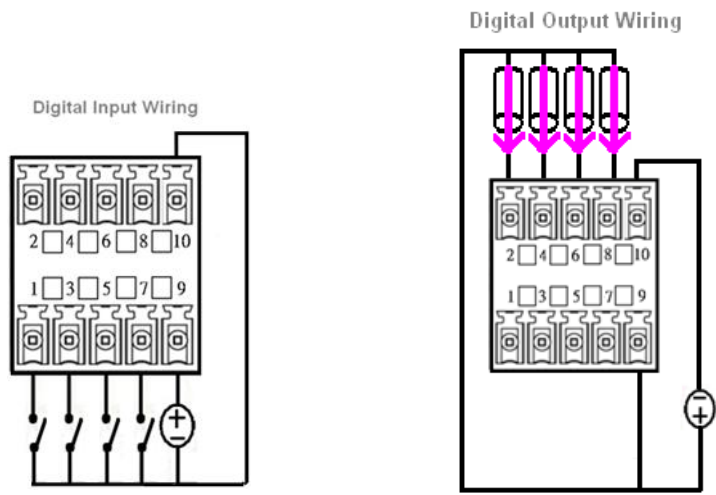 Digital Output Wiring
Digital Input Wiring
2 4 6 8 10
1 3 5 7 9
+
−
2 4 6 8 10
1 3 5 7 9
−
+